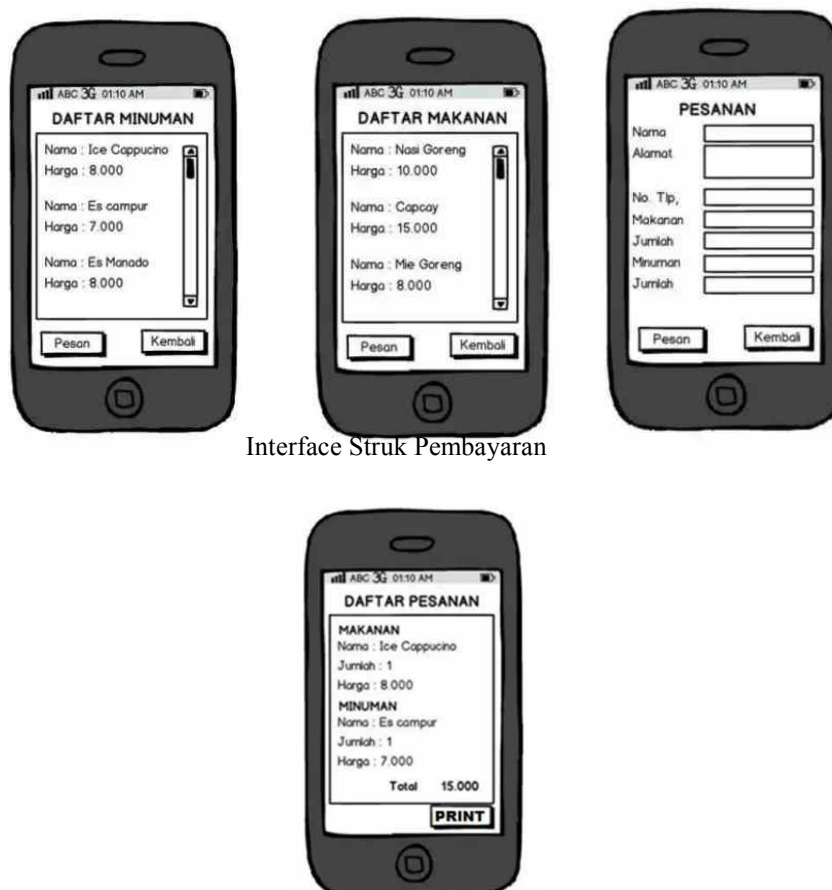 ABC 3G 01:10 AM
DAFTAR MINUMAN
Nama : Ice Cappucino
Harga : 8.000
Nama : Es campur
Harga : 7.000
Nama : Es Manado
Harga : 8.000
Pesan
Kembali
ABC 3G 01:10 AM
DAFTAR MAKANAN
Nama : Nasi Goreng
Harga : 10.000
Nama : Capcay
Harga : 15.000
Nama : Mie Goreng
Harga : 8.000
Pesan
Kembali
ABC 3G 01:10 AM
PESANAN
Nama
Alamat
No. Tlp,
Makanan
Jumlah
Minuman
Jumlah
Pesan
Kembali
Interface Struk Pembayaran
ABC 3G 01:10 AM
DAFTAR PESANAN
MAKANAN
Nama : Ice Cappucino
Jumlah : 1
Harga : 8.000
MINUMAN
Nama : Es campur
Jumlah : 1
Harga : 7.000
Total 15.000
PRINT